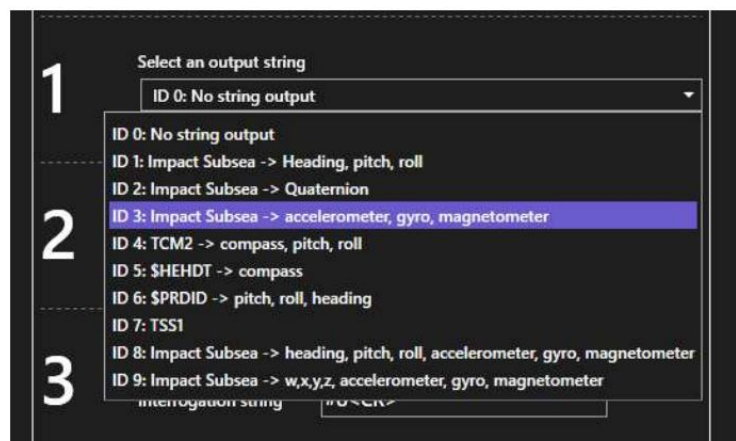 1
Select an output string
ID 0: No string output
ID 0: No string output
ID 1: Impact Subsea -> Heading, pitch, roll
ID 2: Impact Subsea -> Quaternion
2
ID 3: Impact Subsea -> accelerometer, gyro, magnetometer
ID 4: TCM2 -> compass, pitch, roll
ID 5: $HEHDT -> compass
ID 6: $PRDID -> pitch, roll, heading
ID 7: TSS1
3
ID 8: Impact Subsea -> heading, pitch, roll, accelerometer, gyro, magnetometer
ID 9: Impact Subsea -> w,x,y,z, accelerometer, gyro, magnetometer
Interrogation string